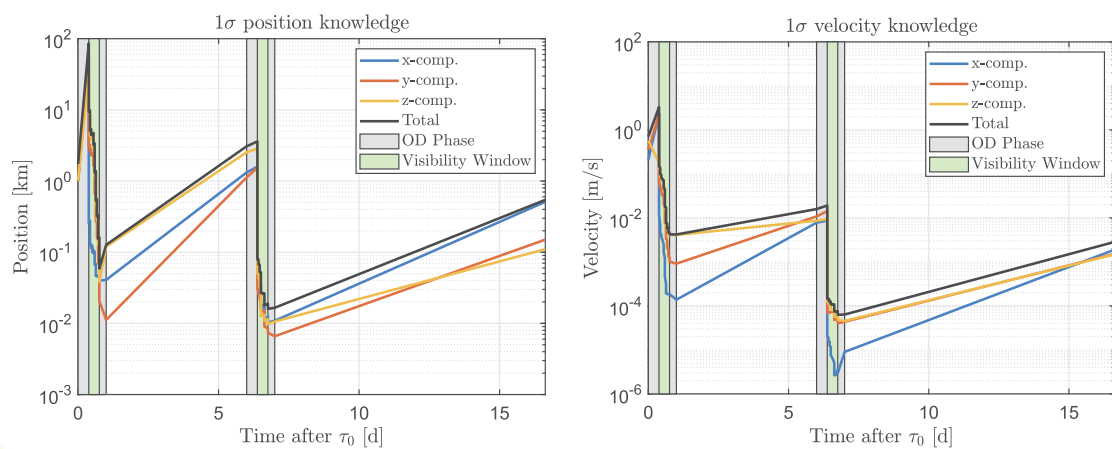 1σ position knowledge
Position [km]
10^2
10^1
10^0
10^-1
10^-2
10^-3
x-comp.
y-comp.
z-comp.
Total
OD Phase
Visibility Window
0
5
10
15
Time after τ_0 [d]
1σ velocity knowledge
Velocity [m/s]
10^2
10^0
10^-2
10^-4
10^-6
x-comp.
y-comp.
z-comp.
Total
OD Phase
Visibility Window
0
5
10
15
Time after τ_0 [d]